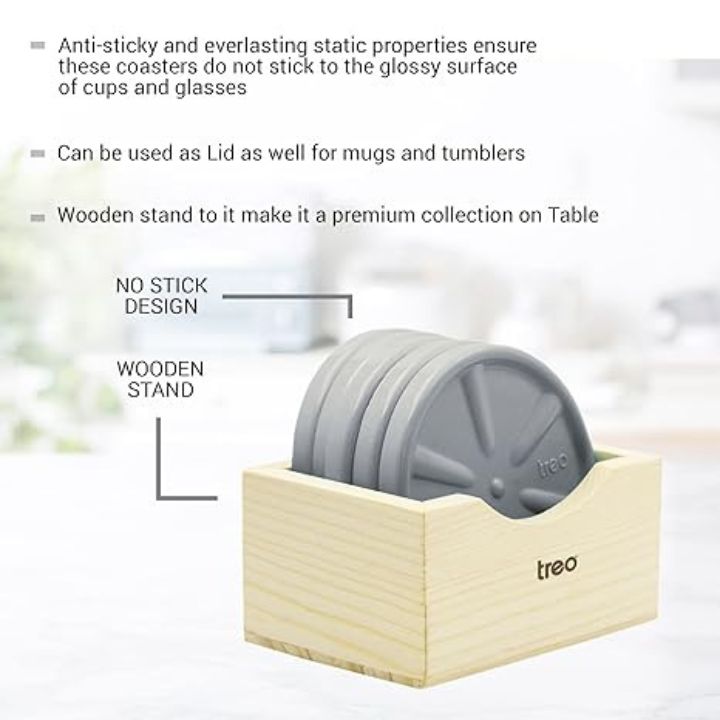 Anti-sticky and everlasting static properties ensure
these coasters do not stick to the glossy surface
of cups and glasses
Can be used as Lid as well for mugs and tumblers
Wooden stand to it make it a premium collection on Table
NO STICK
DESIGN
WOODEN
STAND
treo
treo